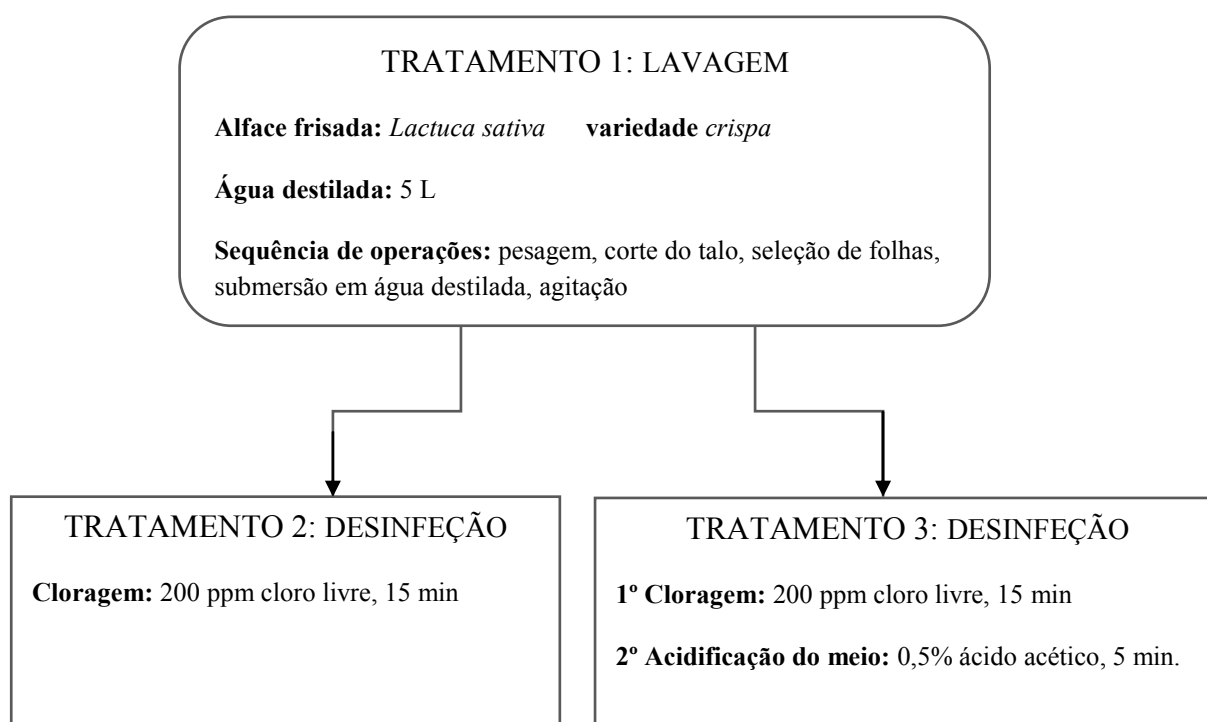 TRATAMENTO 1: LAVAGEM
Alface frisada: Lactuca sativa variedade crispa
Água destilada: 5 L
Sequência de operações: pesagem, corte do talo, seleção de folhas,
submersão em água destilada, agitação
TRATAMENTO 2: DESINFEÇÃO
Cloragem: 200 ppm cloro livre, 15 min
TRATAMENTO 3: DESINFEÇÃO
1º Cloragem: 200 ppm cloro livre, 15 min
2º Acidificação do meio: 0,5% ácido acético, 5 min.